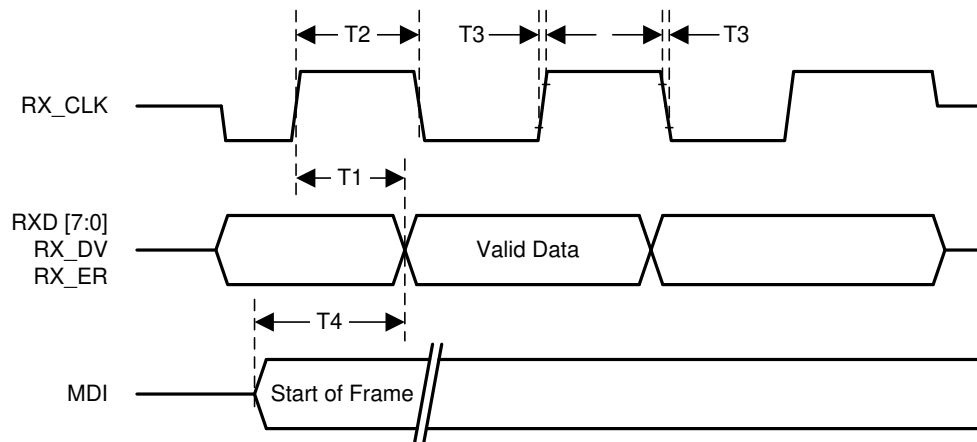 T2
T3
T3
RX_CLK
T1
RXD [7:0]
RX_DV
RX_ER
Valid Data
T4
MDI
Start of Frame